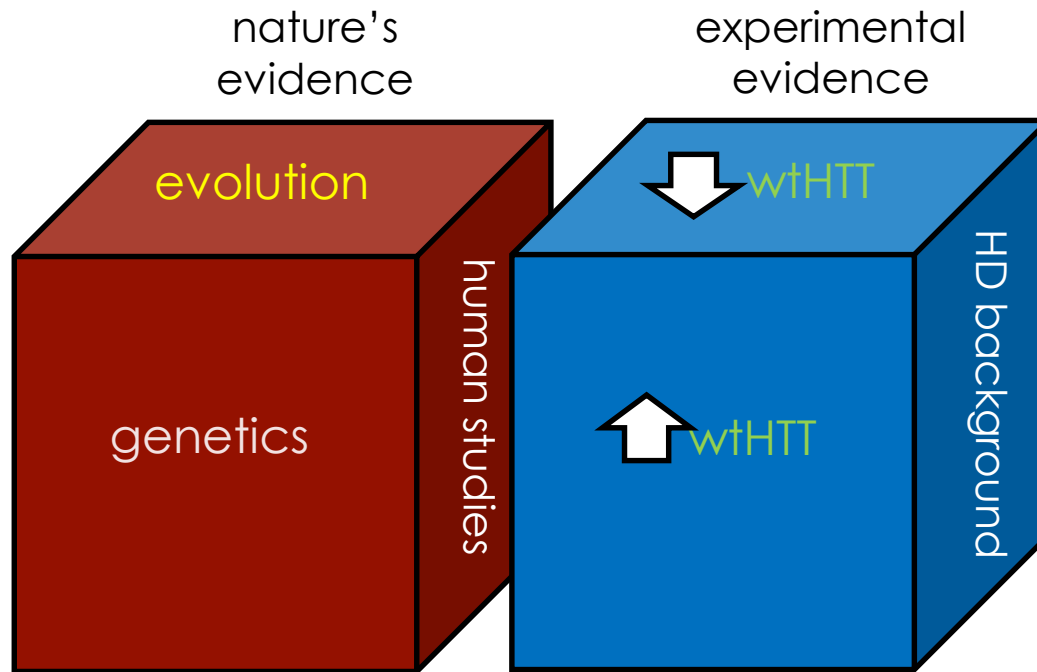 nature’s
evidence
experimental
evidence
evolution
wtHTT
human studies
HD background
genetics
wtHTT